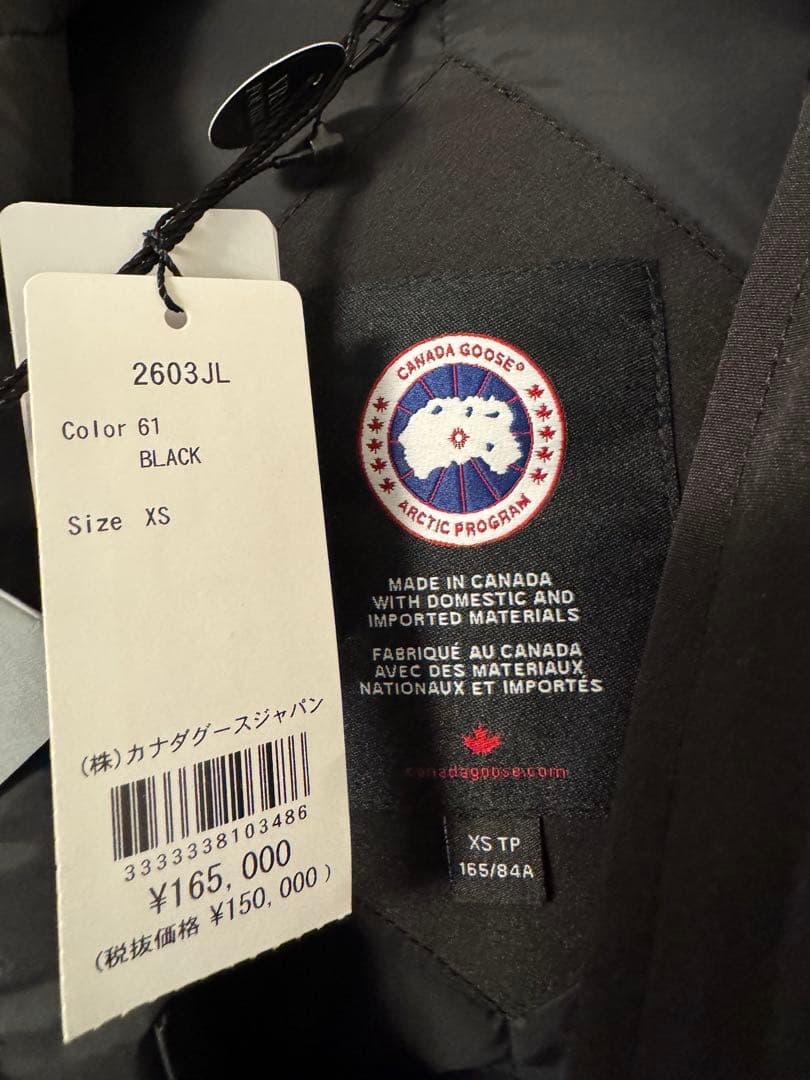 2603JL
Color 61
BLACK
Size XS
(株)カナダグースジャパン
3333338103486
¥165,000
(税抜価格 ¥150,000)
CANADA GOOSE®
ARCTIC PROGRAM
MADE IN CANADA
WITH DOMESTIC AND
IMPORTED MATERIALS
FABRIQUÉ AU CANADA
AVEC DES MATERIAUX
NATIONAUX ET IMPORTÉS
canadagoose.com
XS TP
165/84A